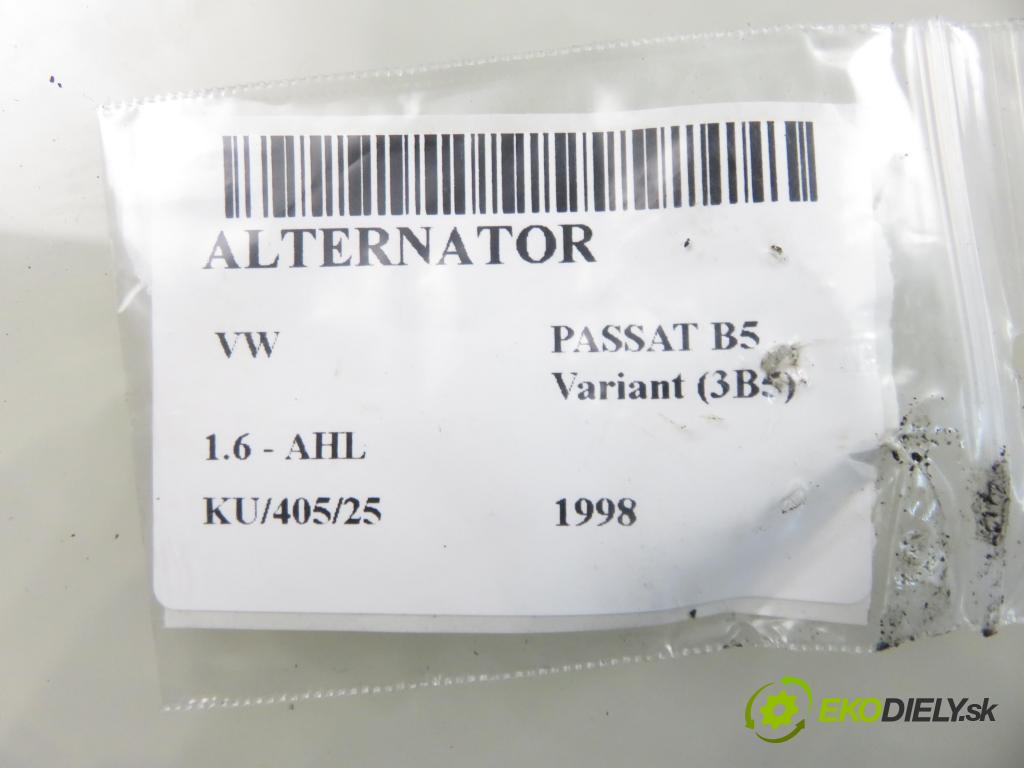 ALTERNATOR
VW
PASSAT B5
Variant (3B5)
1.6 - AHL
KU/405/25
1998
EKODIELY.sk